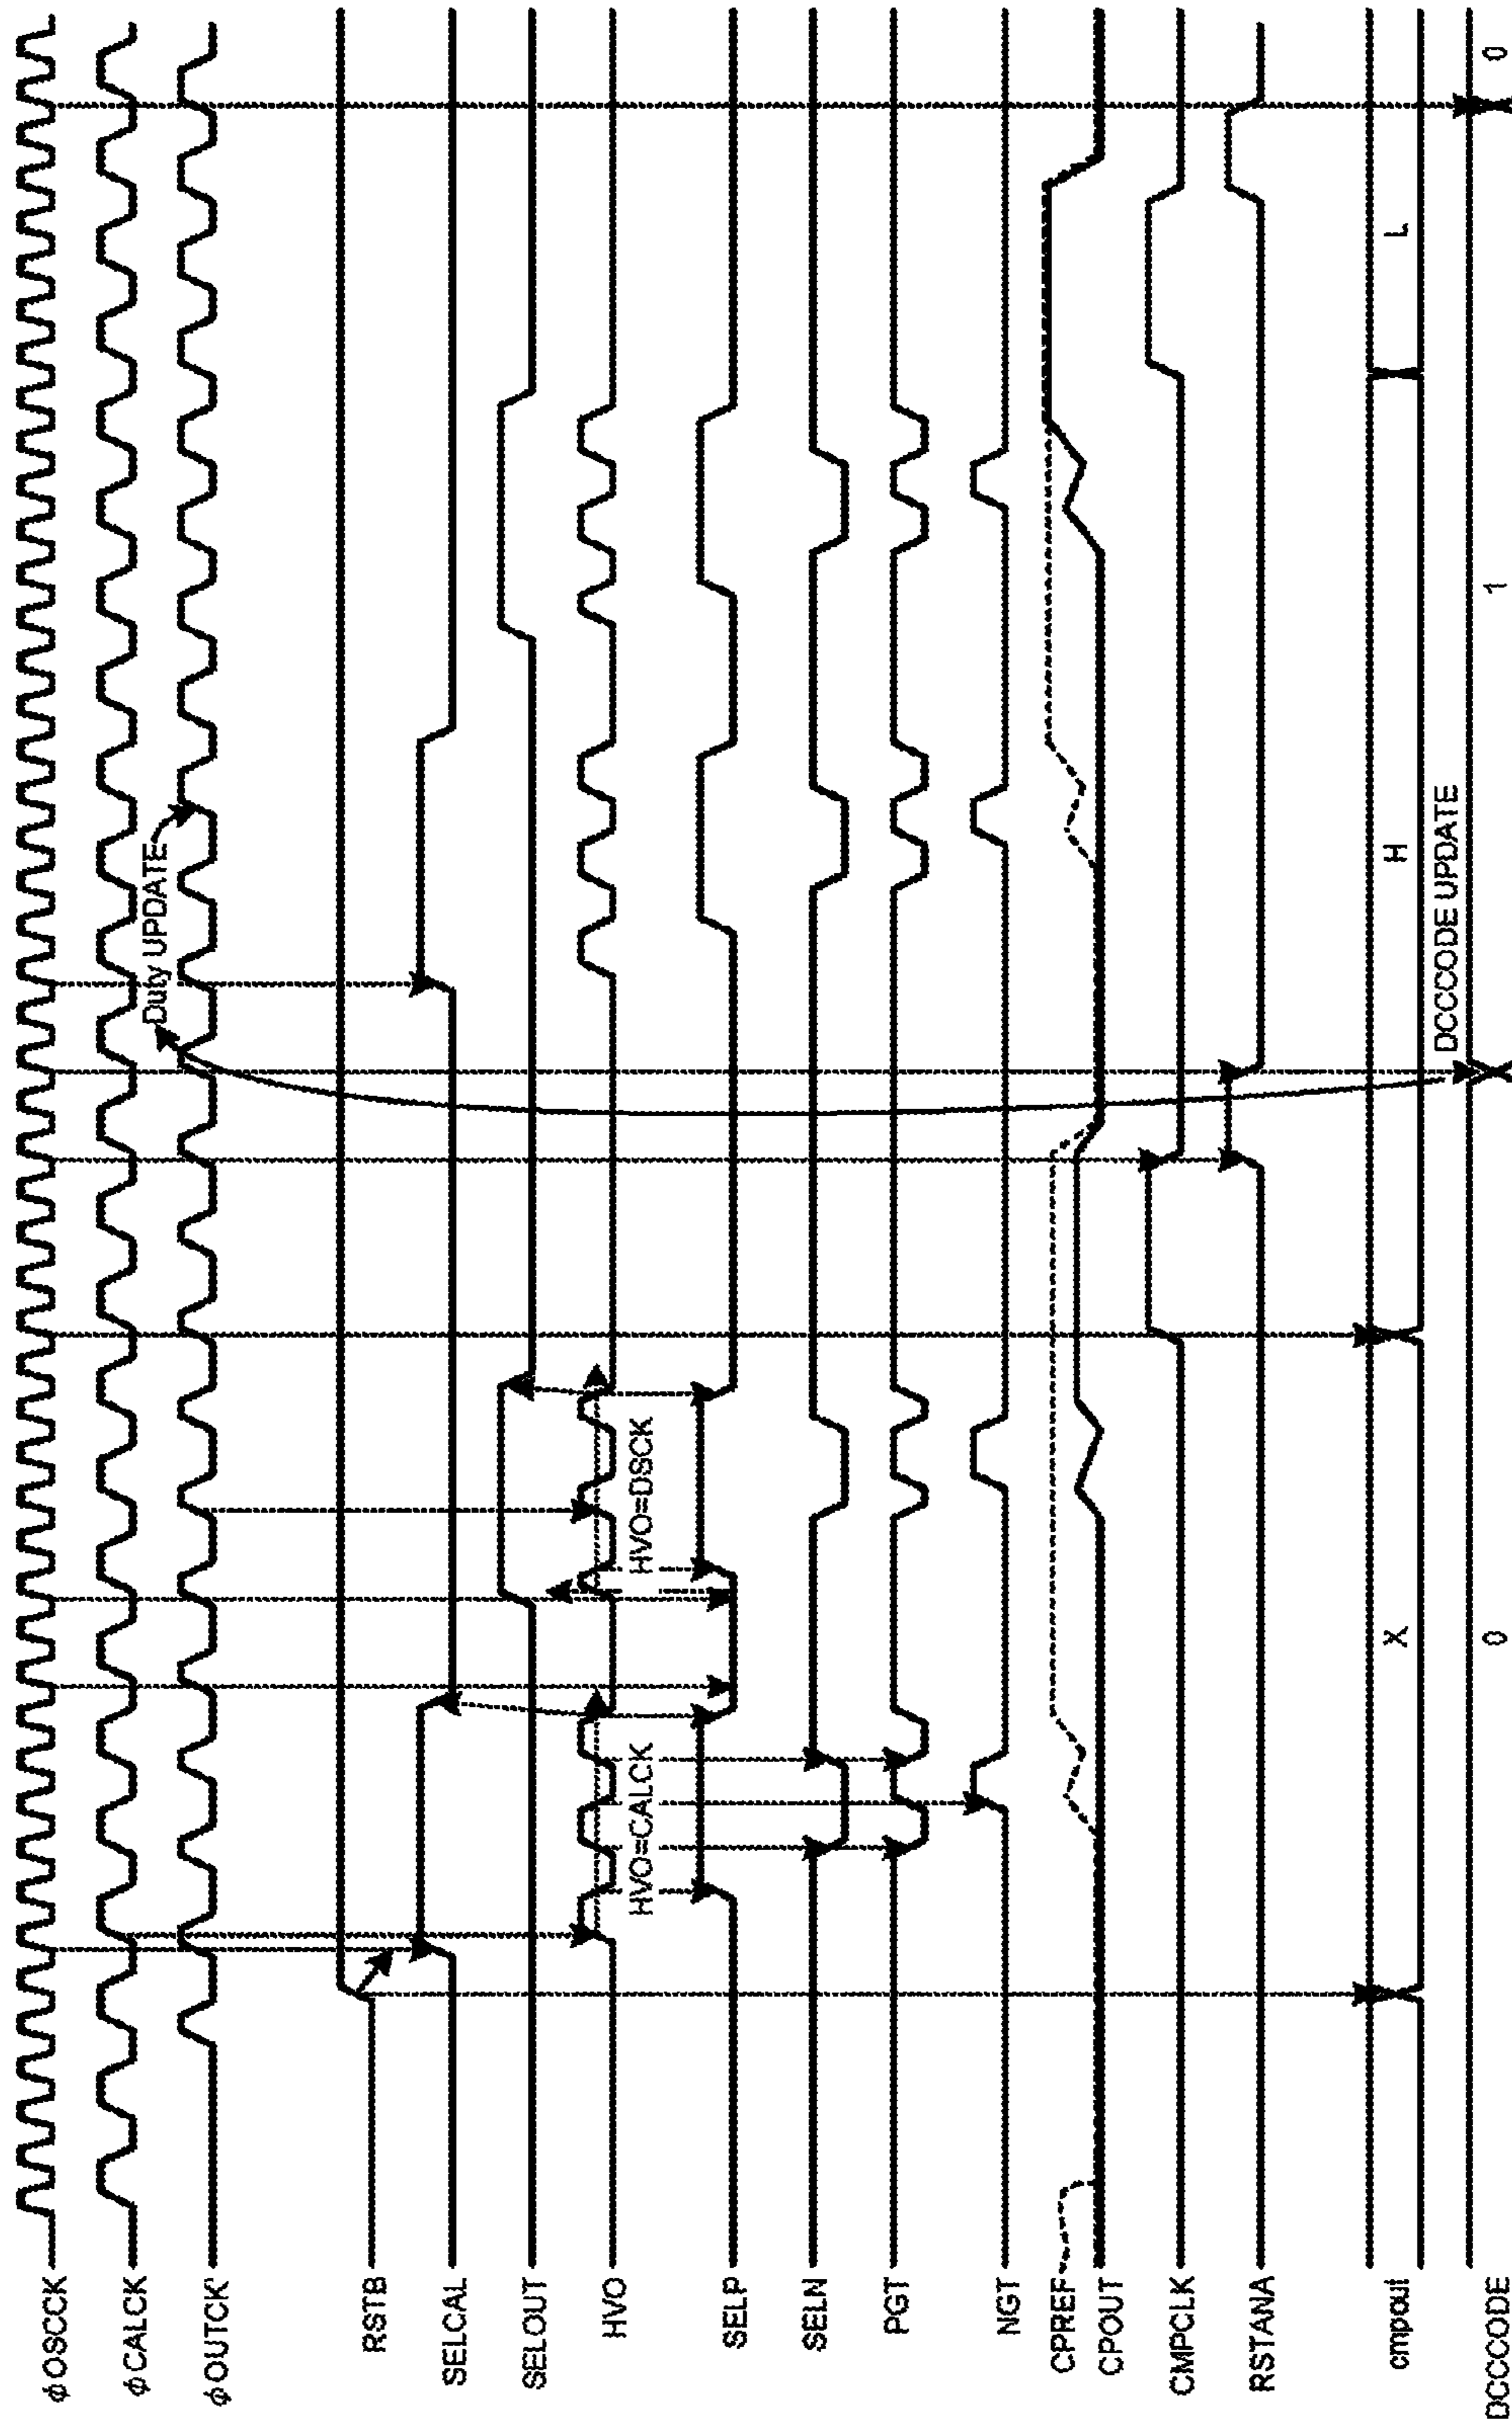 φOSCCK
φCALCK
φOUTCK'
Duty UPDATE
RSTB
SELCAL
SELOUT
HVO
HVO=CALCK
HVO=DSCK
SELP
SELN
PGT
NGT
CPREF
CPOUT
CMPCLK
RSTANA
cmpout
X
H
L
DCCCODE UPDATE
DCCCODE
0
1
0